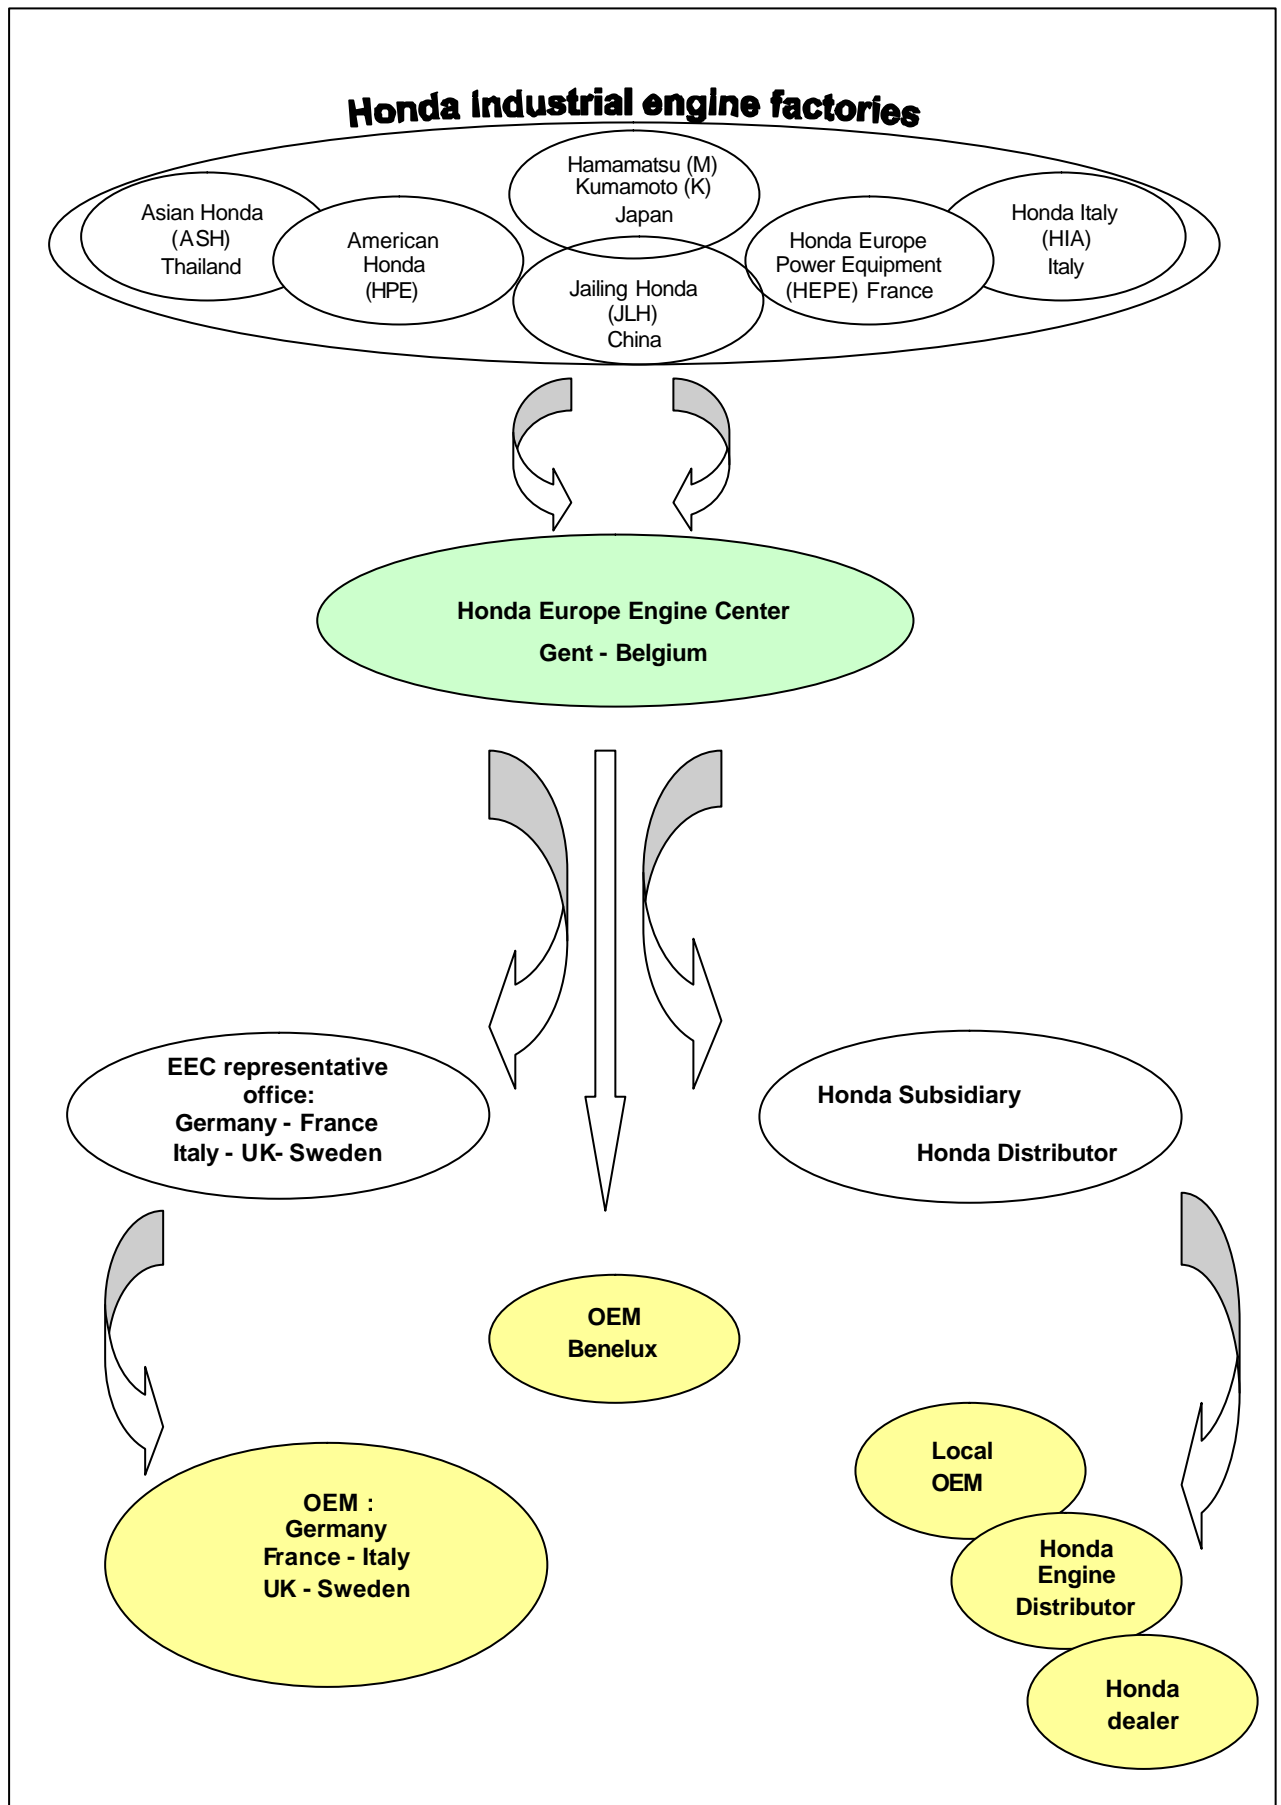 Honda Industrial engine factories
Asian Honda
(ASH)
Thailand
American
Honda
(HPE)
Hamamatsu (M)
Kumamoto (K)
Japan
Jailing Honda
(JLH)
China
Honda Europe
Power Equipment
(HEPE) France
Honda Italy
(HIA)
Italy
Honda Europe Engine Center
Gent - Belgium
EEC representative
office:
Germany - France
Italy - UK- Sweden
Honda Subsidiary
Honda Distributor
OEM
Benelux
OEM :
Germany
France - Italy
UK - Sweden
Local
OEM
Honda
Engine
Distributor
Honda
dealer